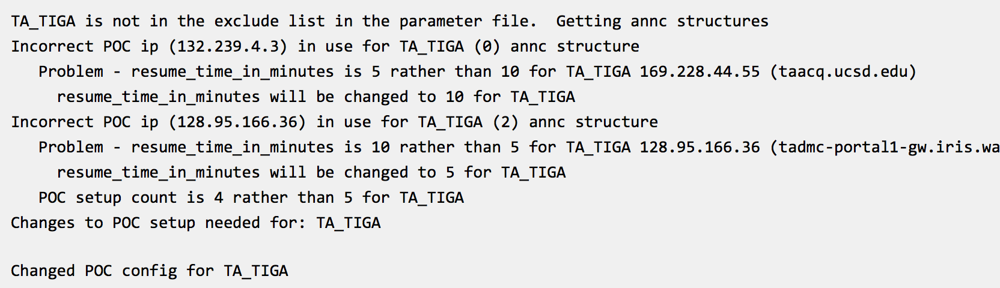 TA_TIGA is not in the exclude list in the parameter file.  Getting annc structures
Incorrect POC ip (132.239.4.3) in use for TA_TIGA (0) annc structure
   Problem - resume_time_in_minutes is 5 rather than 10 for TA_TIGA 169.228.44.55 (taacq.ucsd.edu)
     resume_time_in_minutes will be changed to 10 for TA_TIGA
Incorrect POC ip (128.95.166.36) in use for TA_TIGA (2) annc structure
   Problem - resume_time_in_minutes is 10 rather than 5 for TA_TIGA 128.95.166.36 (tadmc-portal1-gw.iris.wa
     resume_time_in_minutes will be changed to 5 for TA_TIGA
   POC setup count is 4 rather than 5 for TA_TIGA
Changes to POC setup needed for: TA_TIGA

Changed POC config for TA_TIGA